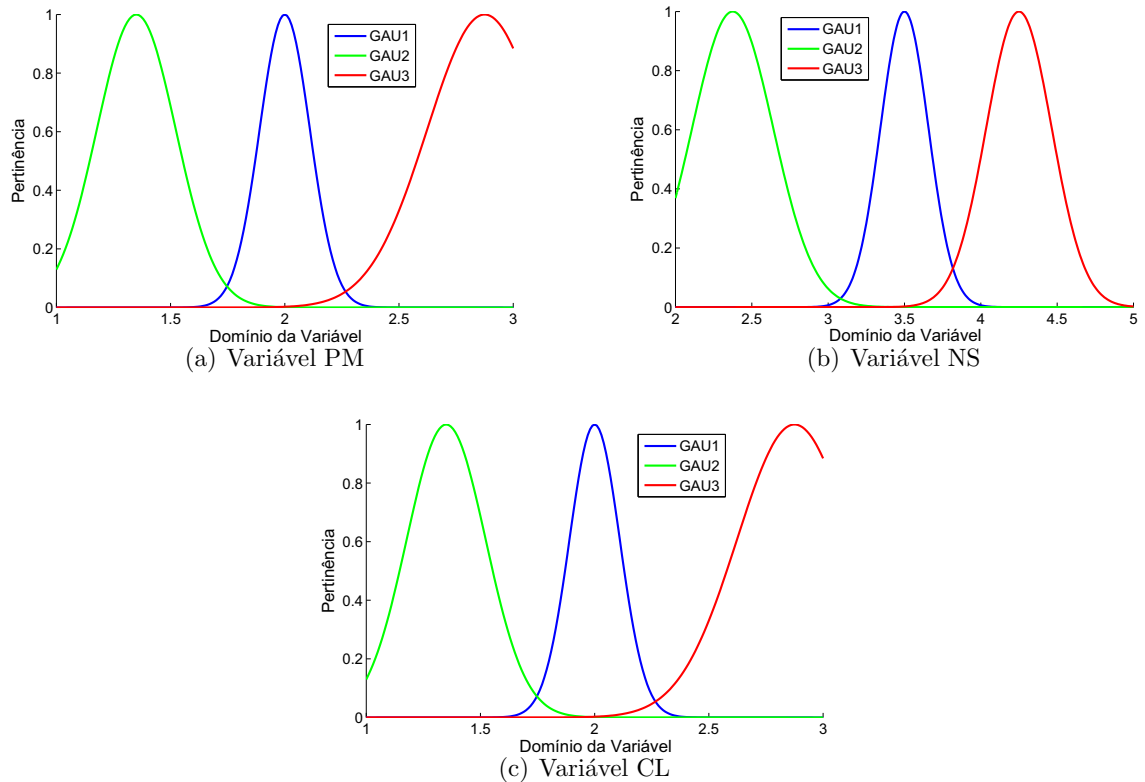 1
0.8
0.6
0.4
0.2
0
Pertinência
GAU1
GAU2
GAU3
1 1.5 2 2.5 3
Domínio da Variável
(a) Variável PM
1
0.8
0.6
0.4
0.2
0
Pertinência
GAU1
GAU2
GAU3
2 2.5 3 3.5 4 4.5 5
Domínio da Variável
(b) Variável NS
1
0.8
0.6
0.4
0.2
0
Pertinência
GAU1
GAU2
GAU3
1 1.5 2 2.5 3
Domínio da Variável
(c) Variável CL